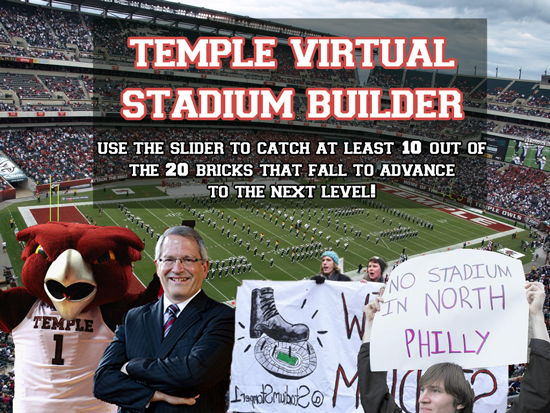 TEMPLE VIRTUAL
STADIUM BUILDER
USE THE SLIDER TO CATCH AT LEAST 10 OUT OF
THE 20 BRICKS THAT FALL TO ADVANCE
TO THE NEXT LEVEL!
TEMPLE
1
@StadiumStomper1
NO STADIUM
IN NORTH
PHILLY